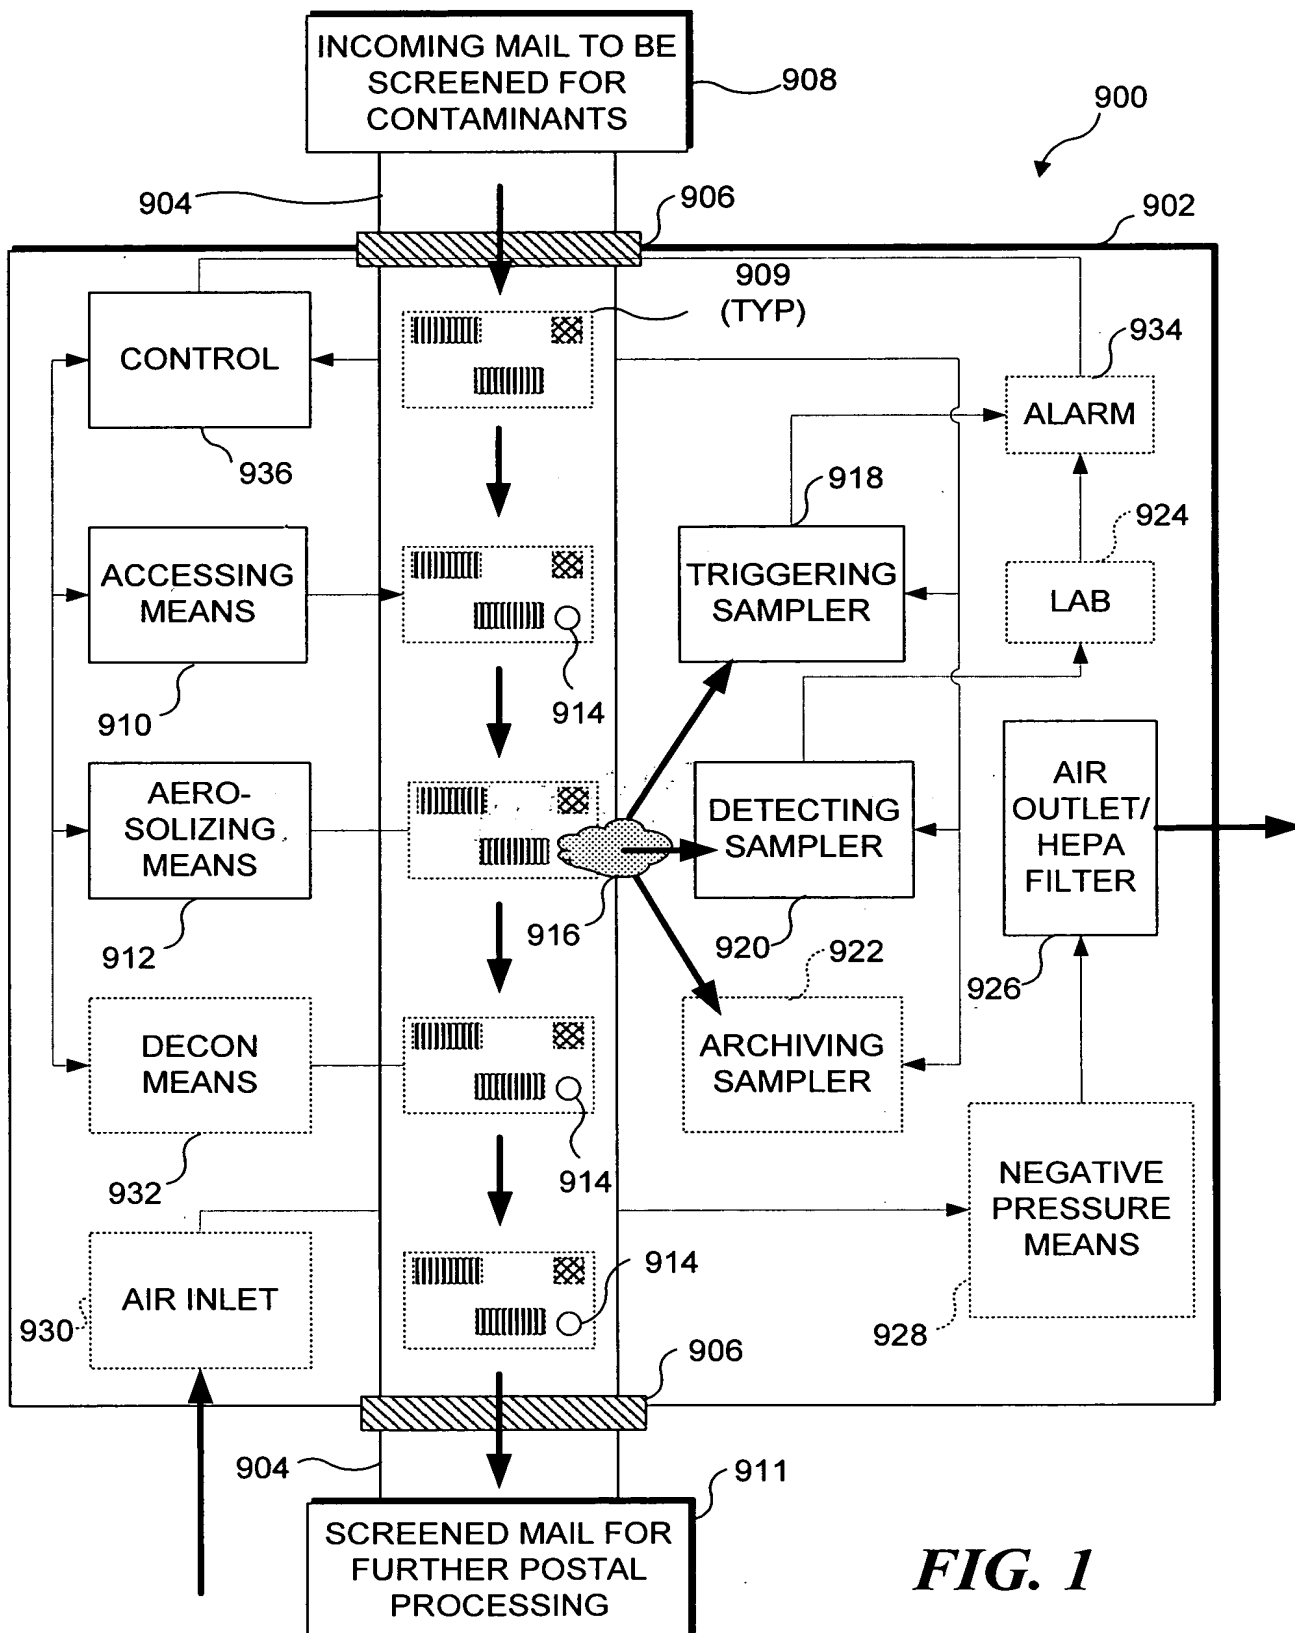 INCOMING MAIL TO BE
SCREENED FOR
CONTAMINANTS
908
900
904
906
902
909
(TYP)
CONTROL
936
934
ALARM
918
924
ACCESSING
MEANS
910
914
TRIGGERING
SAMPLER
LAB
AERO-
SOLIZING
MEANS
912
916
DETECTING
SAMPLER
920
AIR
OUTLET/
HEPA
FILTER
926
922
DECON
MEANS
932
914
ARCHIVING
SAMPLER
NEGATIVE
PRESSURE
MEANS
928
AIR INLET
930
914
906
904
911
SCREENED MAIL FOR
FURTHER POSTAL
PROCESSING
FIG. 1